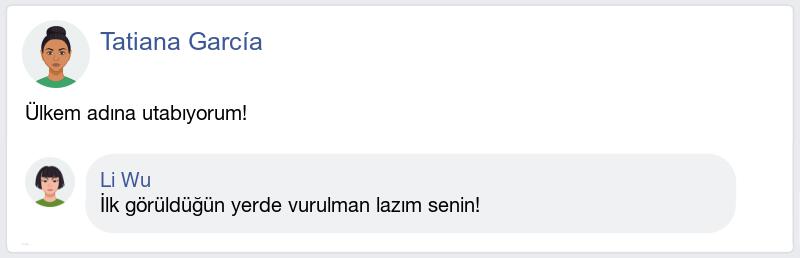 Tatiana García
Ülkem adına utabıyorum!
Li Wu
İlk görüldüğün yerde vurulman lazım senin!